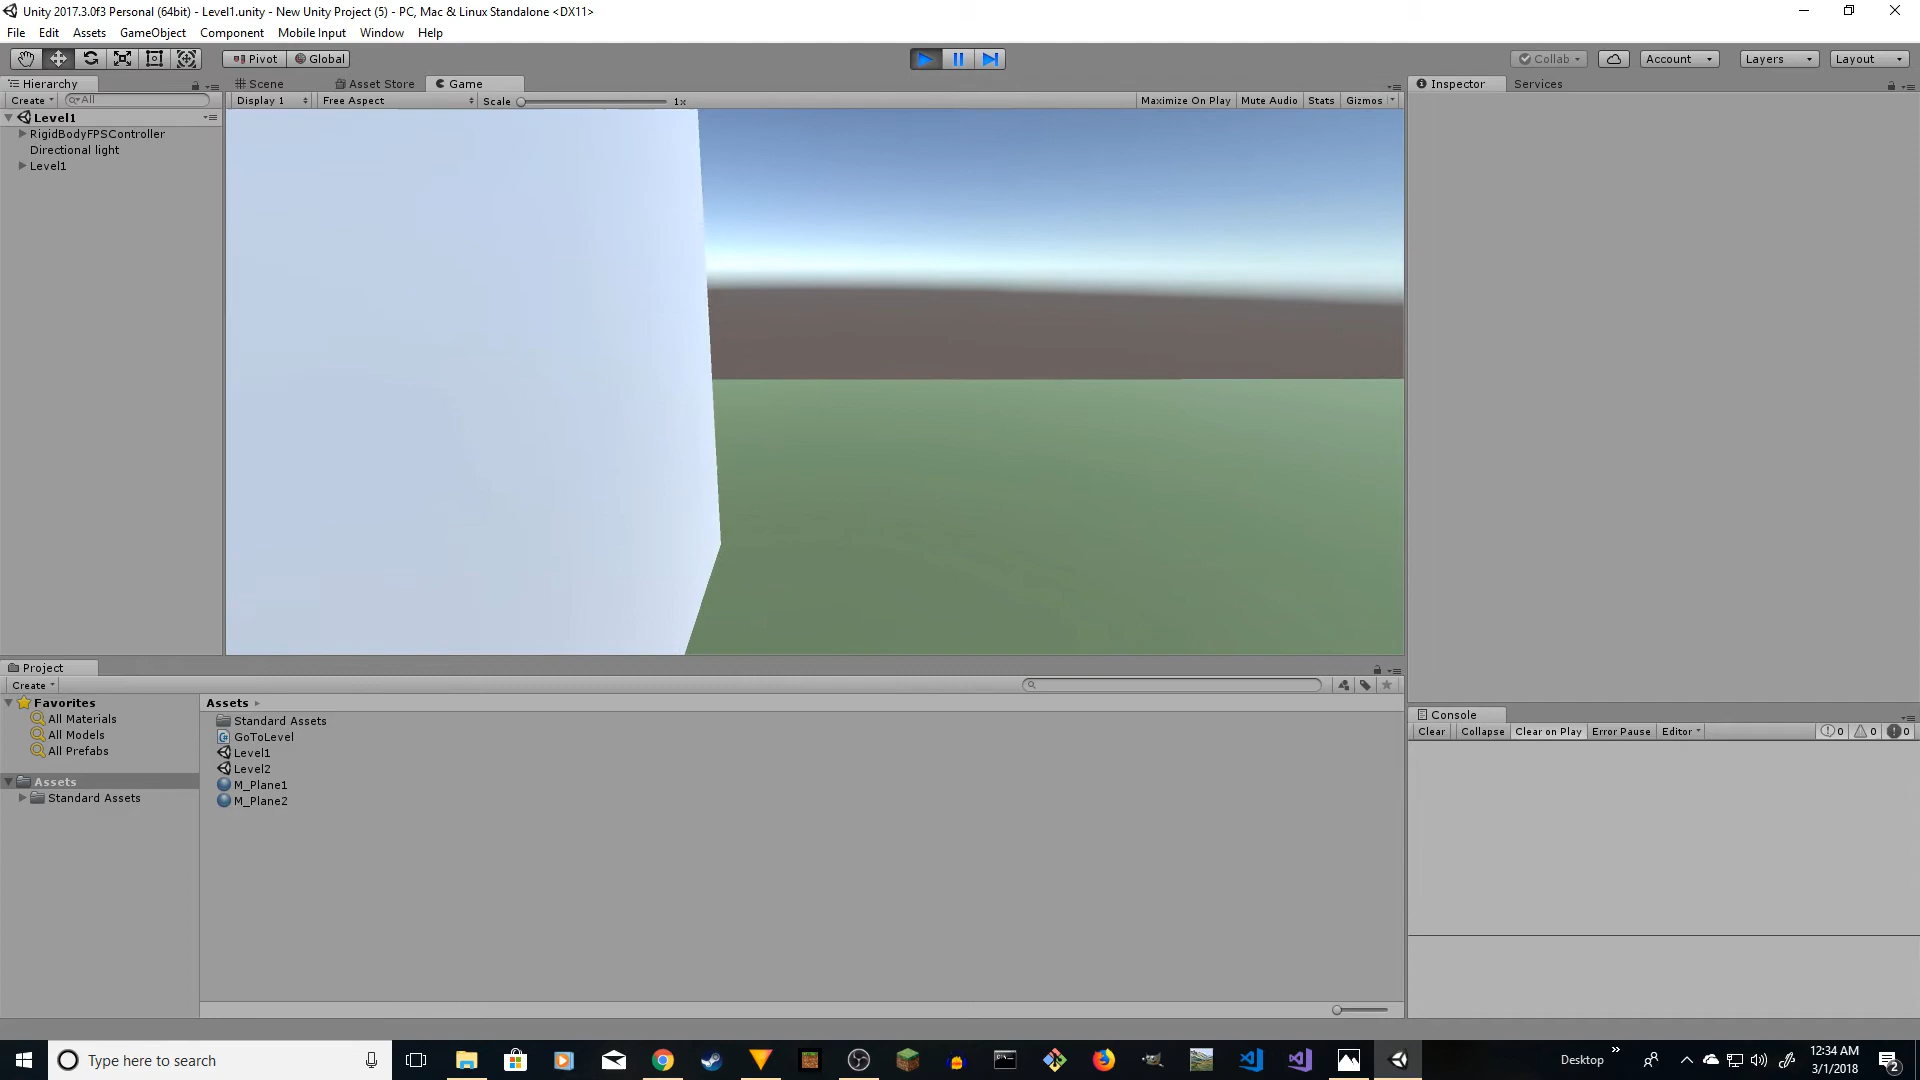 Unity 2017.3.0f3 Personal (64bit) - Level1.unity - New Unity Project (5) - PC, Mac & Linux Standalone <DX11>
File Edit Assets GameObject Component Mobile Input Window Help
Pivot Global Collab Account Layers Layout
Hierarchy Scene Asset Store Game Inspector Services
Create All Display 1 Free Aspect Scale 1x Maximize On Play Mute Audio Stats Gizmos
Level1
RigidBodyFPSController
Directional light
Level1
Project
Create
Favorites
All Materials
All Models
All Prefabs
Assets
Standard Assets
Assets
Standard Assets
GoToLevel
Level1
Level2
M_Plane1
M_Plane2
Console
Clear Collapse Clear on Play Error Pause Editor 0 0 0
Type here to search
Desktop
12:34 AM
3/1/2018
2